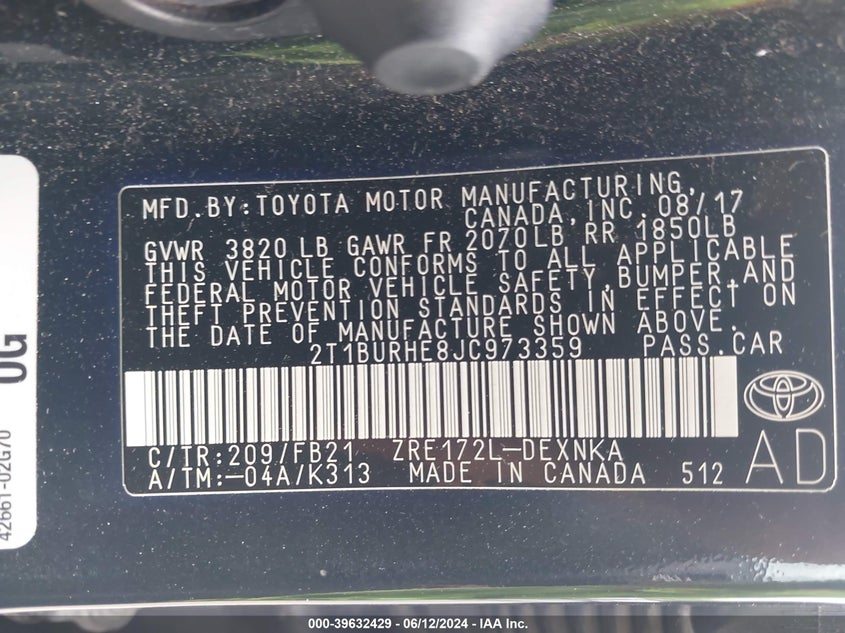 MFD.BY:TOYOTA MOTOR MANUFACTURING,
CANADA,INC. 08/17
GVWR 3820 LB GAWR FR 2070LB RR 1850LB
THIS VEHICLE CONFORMS TO ALL APPLICABLE
FEDERAL MOTOR VEHICLE SAFETY,BUMPER,AND
THEFT PREVENTION STANDARDS IN EFFECT ON
THE DATE OF MANUFACTURE SHOWN ABOVE.
2T1BURHE8JC973359 PASS.CAR
C/TR:209/FB21 ZRE172L-DEXNKA
A/TM:-04A/K313 MADE IN CANADA 512
AD
0G
42661-02G70
000-39632429 - 06/12/2024 - IAA Inc.